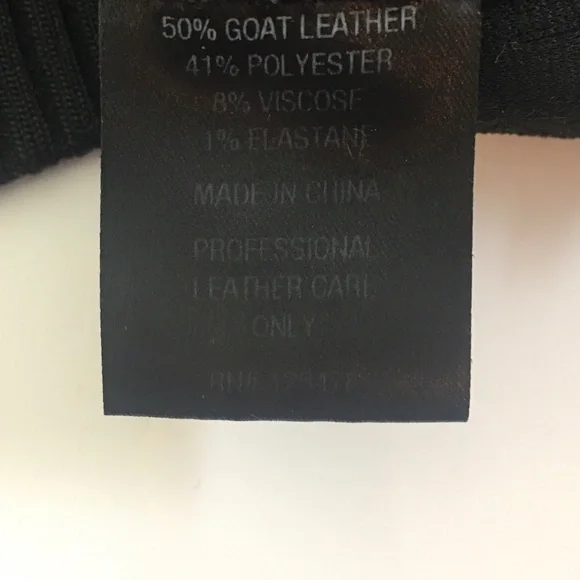 50% GOAT LEATHER
41% POLYESTER
8% VISCOSE
1% ELASTANE
MADE IN CHINA
PROFESSIONAL
LEATHER CARE
ONLY